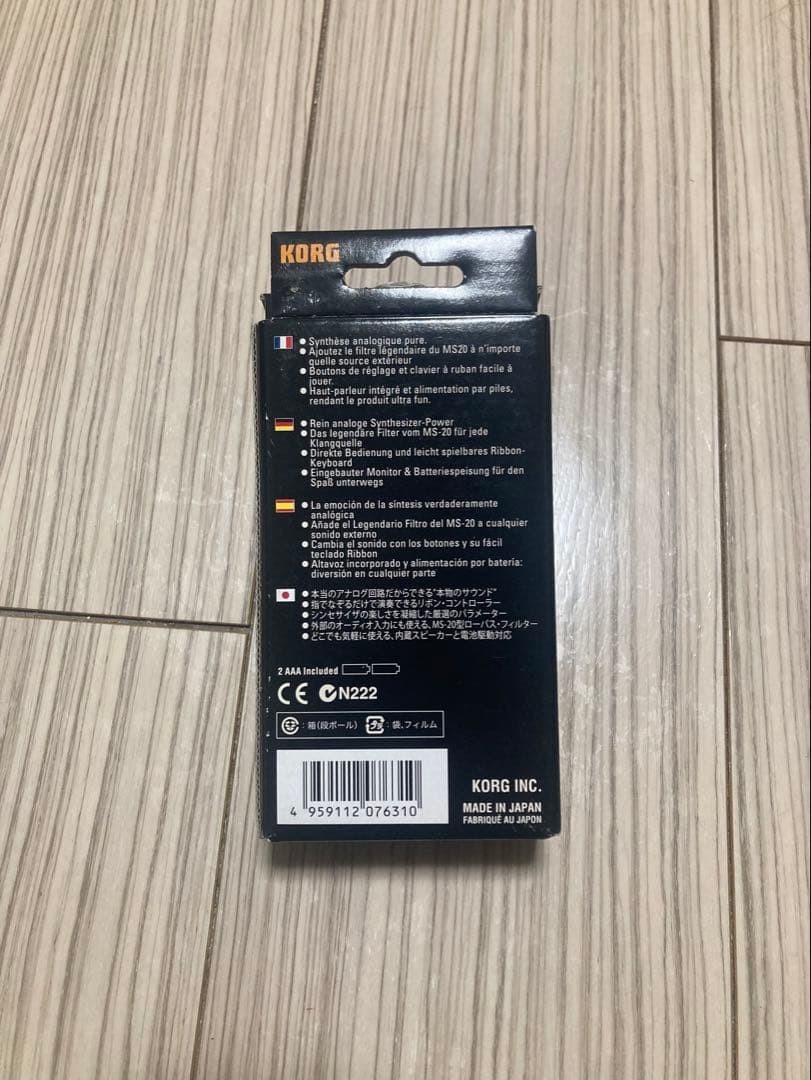 KORG
● Synthèse analogique pure.
● Ajoutez le filtre légendaire du MS20 à n'importe
quelle source extérieur
● Boutons de réglage et clavier à ruban facile à
jouer.
● Haut-parleur intégré et alimentation par piles,
rendant le produit ultra fun.
● Rein analoge Synthesizer-Power
● Das legendäre Filter vom MS-20 für jede
Klangquelle
● Direkte Bedienung und leicht spielbares Ribbon-
Keyboard
● Eingebauter Monitor & Batteriespeisung für den
Spaß unterwegs
● La emoción de la síntesis verdaderamente
analógica
● Añade el Legendario Filtro del MS-20 a cualquier
sonido externo
● Cambia el sonido con los botones y su fácil
teclado Ribbon
● Altavoz incorporado y alimentación por batería:
diversión en cualquier parte
● 本当のアナログ回路だからできる"本物のサウンド"
● 指でなぞるだけで演奏できるリボン・コントローラー
● シンセサイザの楽しさを凝縮した厳選のパラメーター
● 外部のオーディオ入力にも使える、MS-20型ローパス・フィルター
● どこでも気軽に使える、内蔵スピーカーと電池駆動対応
2 AAA Included
CE N222
紙 : 箱(段ボール) プラ : 袋、フィルム
4 959112 076310
KORG INC.
MADE IN JAPAN
FABRIQUÉ AU JAPON